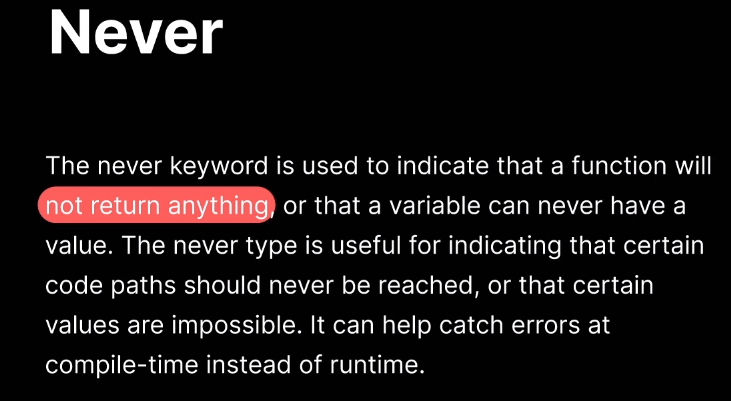 Never
The never keyword is used to indicate that a function will
not return anything, or that a variable can never have a
value. The never type is useful for indicating that certain
code paths should never be reached, or that certain
values are impossible. It can help catch errors at
compile-time instead of runtime.